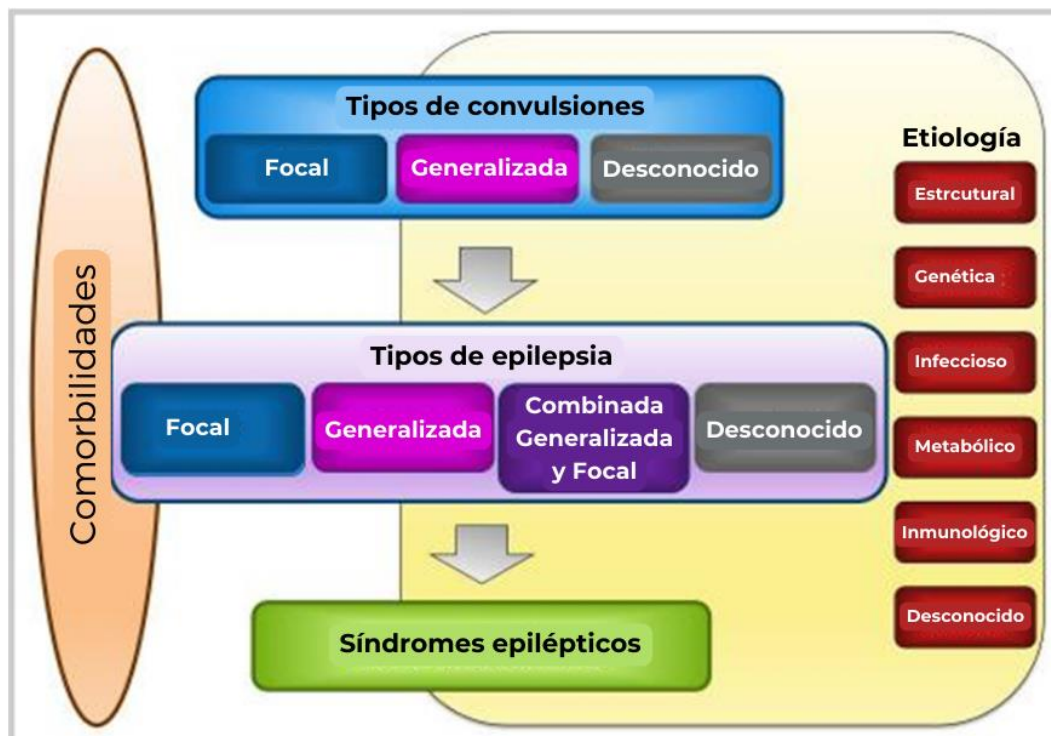 Tipos de convulsiones
Focal
Generalizada
Desconocido
Comorbilidades
Tipos de epilepsia
Focal
Generalizada
Combinada
Generalizada
y Focal
Desconocido
Síndromes epilépticos
Etiología
Estrcutural
Genética
Infeccioso
Metabólico
Inmunológico
Desconocido